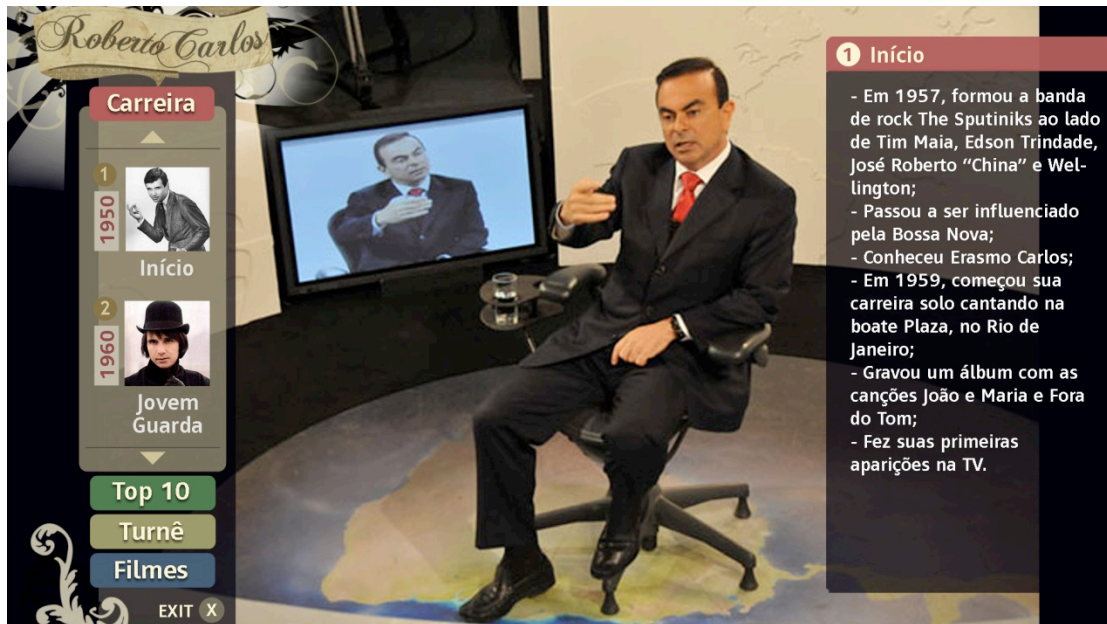 Roberto Carlos
Carreira
1
1950
Início
2
1960
Jovem
Guarda
Top 10
Turnê
Filmes
EXIT X
1 Início
- Em 1957, formou a banda
de rock The Sputiniks ao lado
de Tim Maia, Edson Trindade,
José Roberto “China” e Wel-
lington;
- Passou a ser influenciado
pela Bossa Nova;
- Conheceu Erasmo Carlos;
- Em 1959, começou sua
carreira solo cantando na
boate Plaza, no Rio de
Janeiro;
- Gravou um álbum com as
canções João e Maria e Fora
do Tom;
- Fez suas primeiras
aparições na TV.